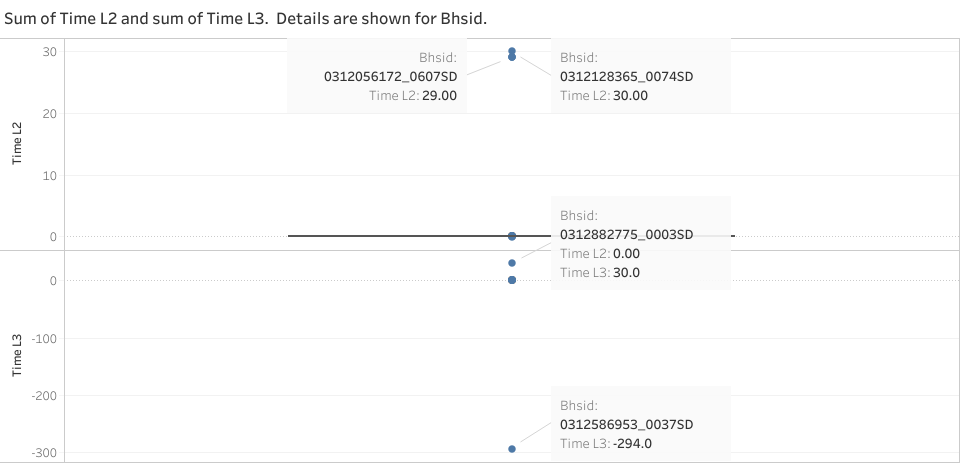 Sum of Time L2 and sum of Time L3. Details are shown for Bhsid.
Time L2
30
20
10
0
Bhsid:
0312056172_0607SD
Time L2: 29.00
Bhsid:
0312128365_0074SD
Time L2: 30.00
Bhsid:
0312882775_0003SD
Time L2: 0.00
Time L3: 30.0
Time L3
0
-100
-200
-300
Bhsid:
0312586953_0037SD
Time L3: -294.0